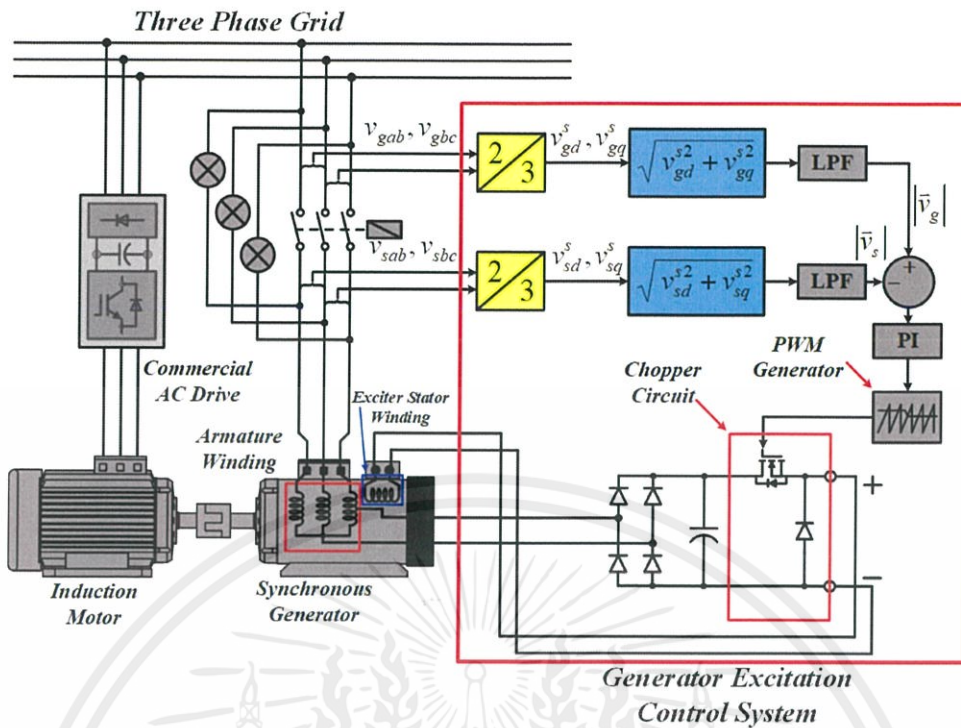 Three Phase Grid
v_gab, v_gbc
2/3
v^s_gd, v^s_gq
√(v^s2_gd + v^s2_gq)
LPF
|v̄_g|
v_sab, v_sbc
2/3
v^s_sd, v^s_sq
√(v^s2_sd + v^s2_sq)
LPF
|v̄_s|
+
−
PI
PWM
Generator
Chopper
Circuit
Commercial
AC Drive
Exciter Stator
Winding
Armature
Winding
+
−
Induction
Motor
Synchronous
Generator
Generator Excitation
Control System